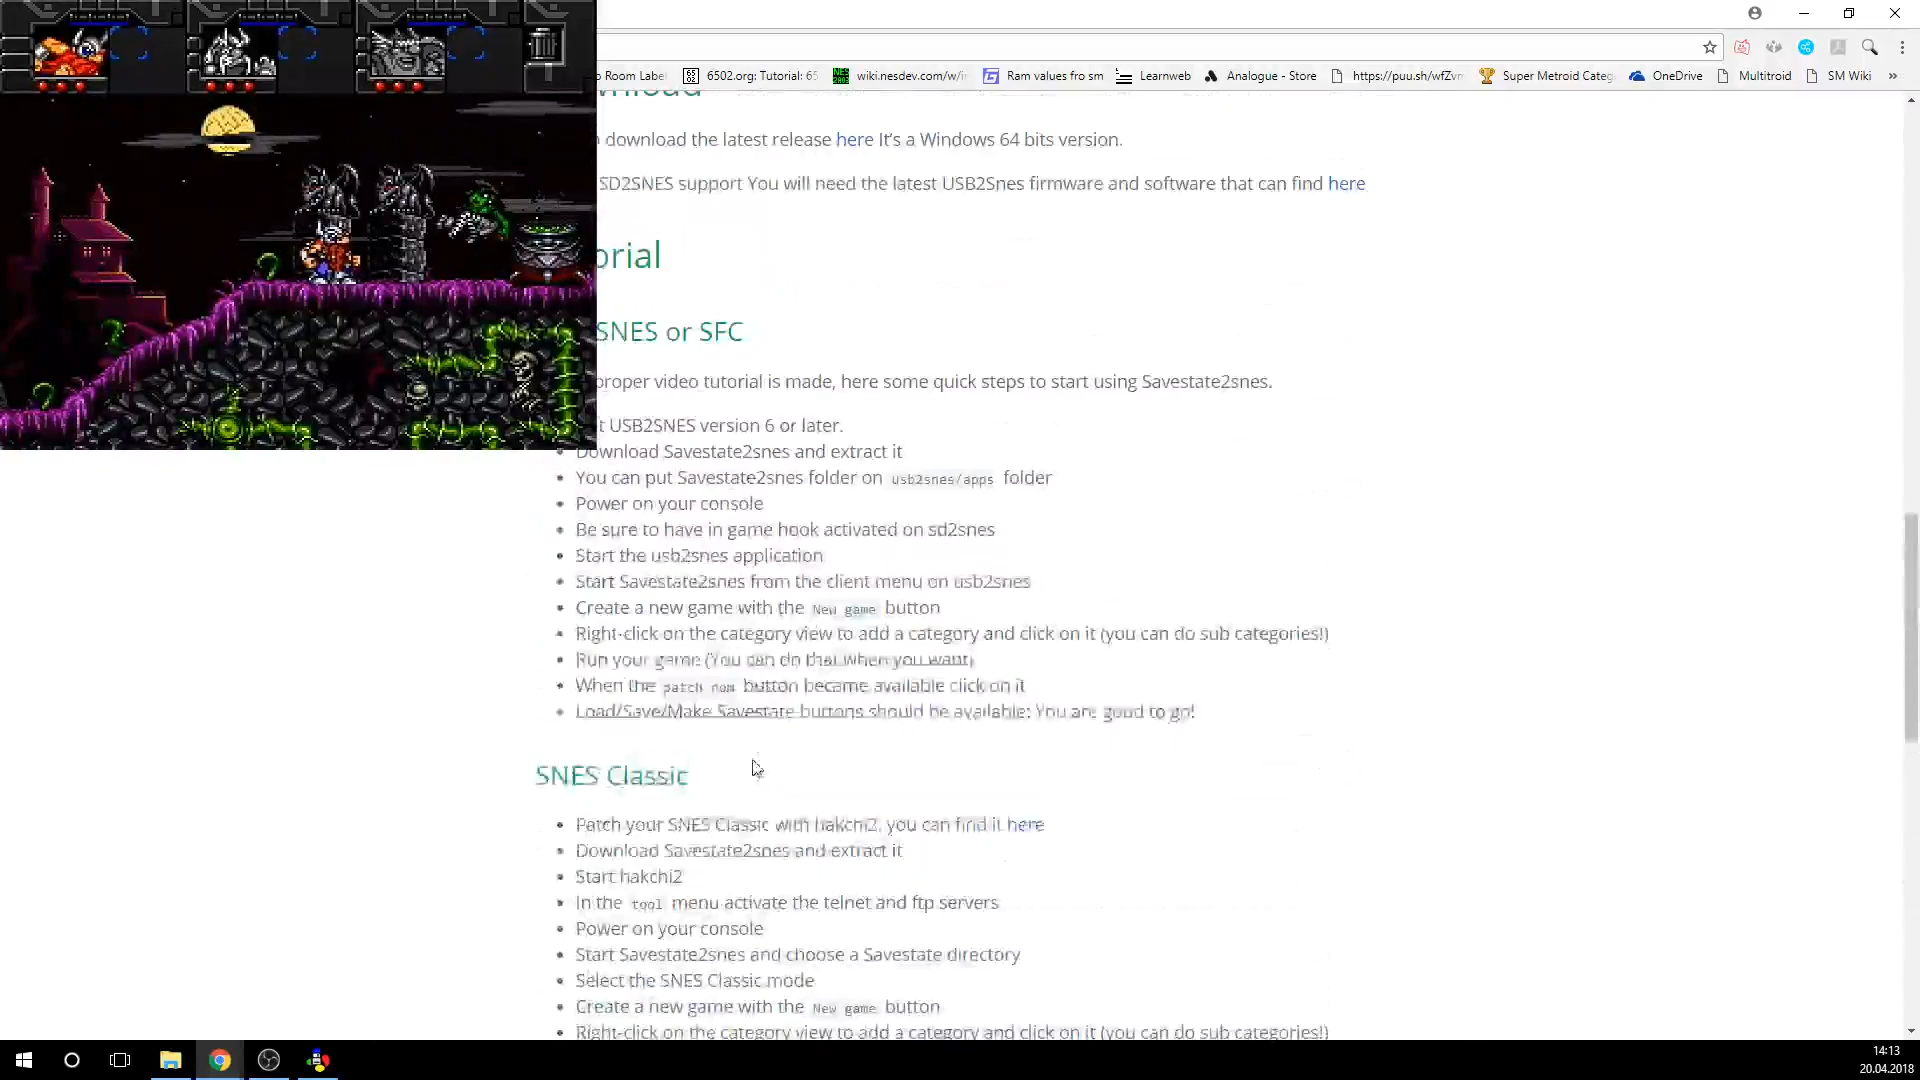 o Room Label
6502.org: Tutorial: 65
wiki.nesdev.com/w/i
Ram values fro sm
Learnweb
Analogue - Store
https://puu.sh/wfZv
Super Metroid Categ
OneDrive
Multitroid
SM Wiki
»
download the latest release here It's a Windows 64 bits version.
SD2SNES support You will need the latest USB2Snes firmware and software that can find here
orial
SNES or SFC
proper video tutorial is made, here some quick steps to start using Savestate2snes.
t USB2SNES version 6 or later.
Download Savestate2snes and extract it
You can put Savestate2snes folder on usb2snes/apps folder
Power on your console
Be sure to have in game hook activated on sd2snes
Start the usb2snes application
Start Savestate2snes from the client menu on usb2snes
Create a new game with the New game button
Right-click on the category view to add a category and click on it (you can do sub categories!)
Run your game (You can do that when you want)
When the patch rom button became available click on it
Load/Save/Make Savestate buttons should be available: You are good to go!
SNES Classic
Patch your SNES Classic with hakchi2, you can find it here
Download Savestate2snes and extract it
Start hakchi2
In the tool menu activate the telnet and ftp servers
Power on your console
Start Savestate2snes and choose a Savestate directory
Select the SNES Classic mode
Create a new game with the New game button
Right-click on the category view to add a category and click on it (you can do sub categories!)
14:13
20.04.2018